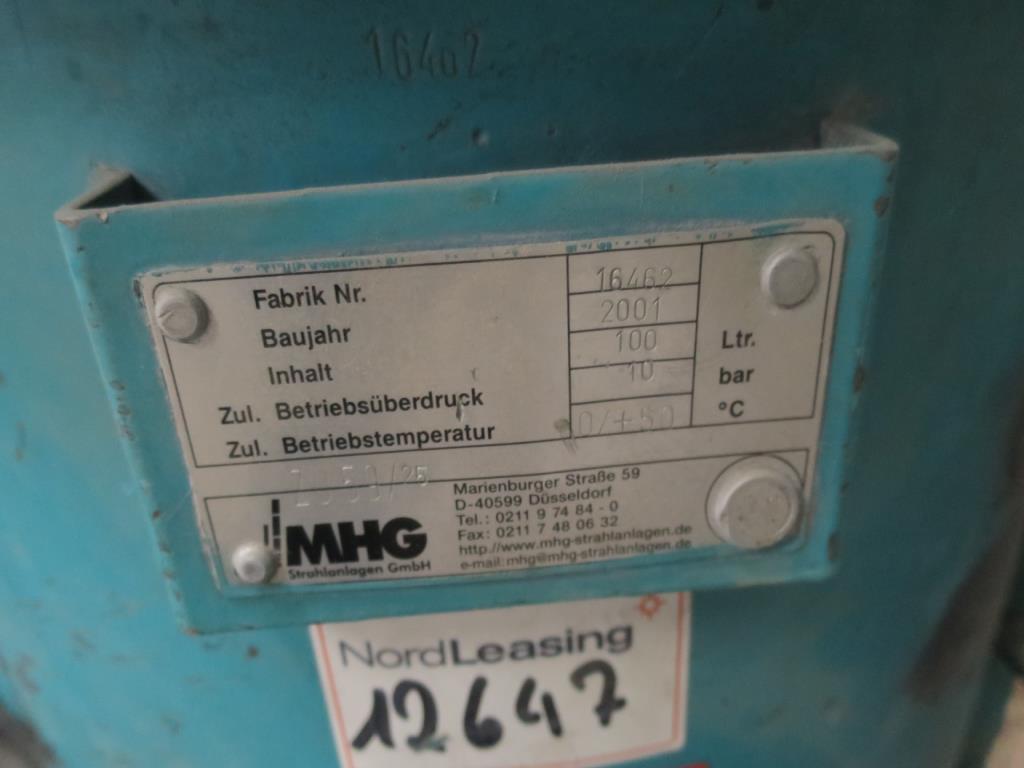 16462
Fabrik Nr. 16462
Baujahr 2001
Inhalt 100 Ltr.
Zul. Betriebsüberdruck 10 bar
Zul. Betriebstemperatur 0/+50 °C
MHG
Strahlanlagen GmbH
Marienburger Straße 59
D-40599 Düsseldorf
Tel.: 0211 9 74 84 - 0
Fax: 0211 7 48 06 32
http://www.mhg-strahlanlagen.de
e-mail: mhg@mhg-strahlanlagen.de
NordLeasing
12647